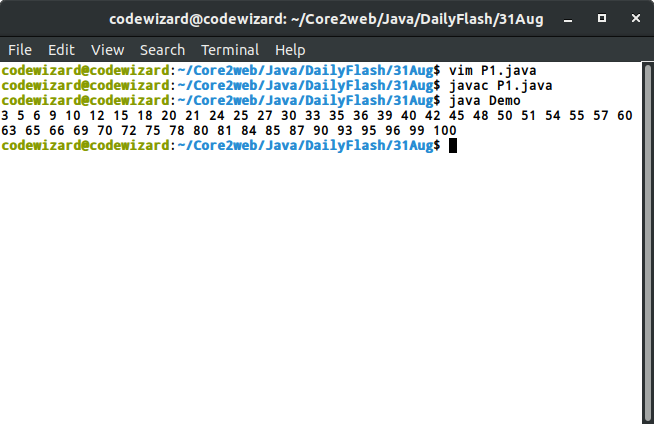 codewizard@codewizard: ~/Core2web/Java/DailyFlash/31Aug
File Edit View Search Terminal Help
codewizard@codewizard:~/Core2web/Java/DailyFlash/31Aug$ vim P1.java
codewizard@codewizard:~/Core2web/Java/DailyFlash/31Aug$ javac P1.java
codewizard@codewizard:~/Core2web/Java/DailyFlash/31Aug$ java Demo
3 5 6 9 10 12 15 18 20 21 24 25 27 30 33 35 36 39 40 42 45 48 50 51 54 55 57 60
63 65 66 69 70 72 75 78 80 81 84 85 87 90 93 95 96 99 100
codewizard@codewizard:~/Core2web/Java/DailyFlash/31Aug$